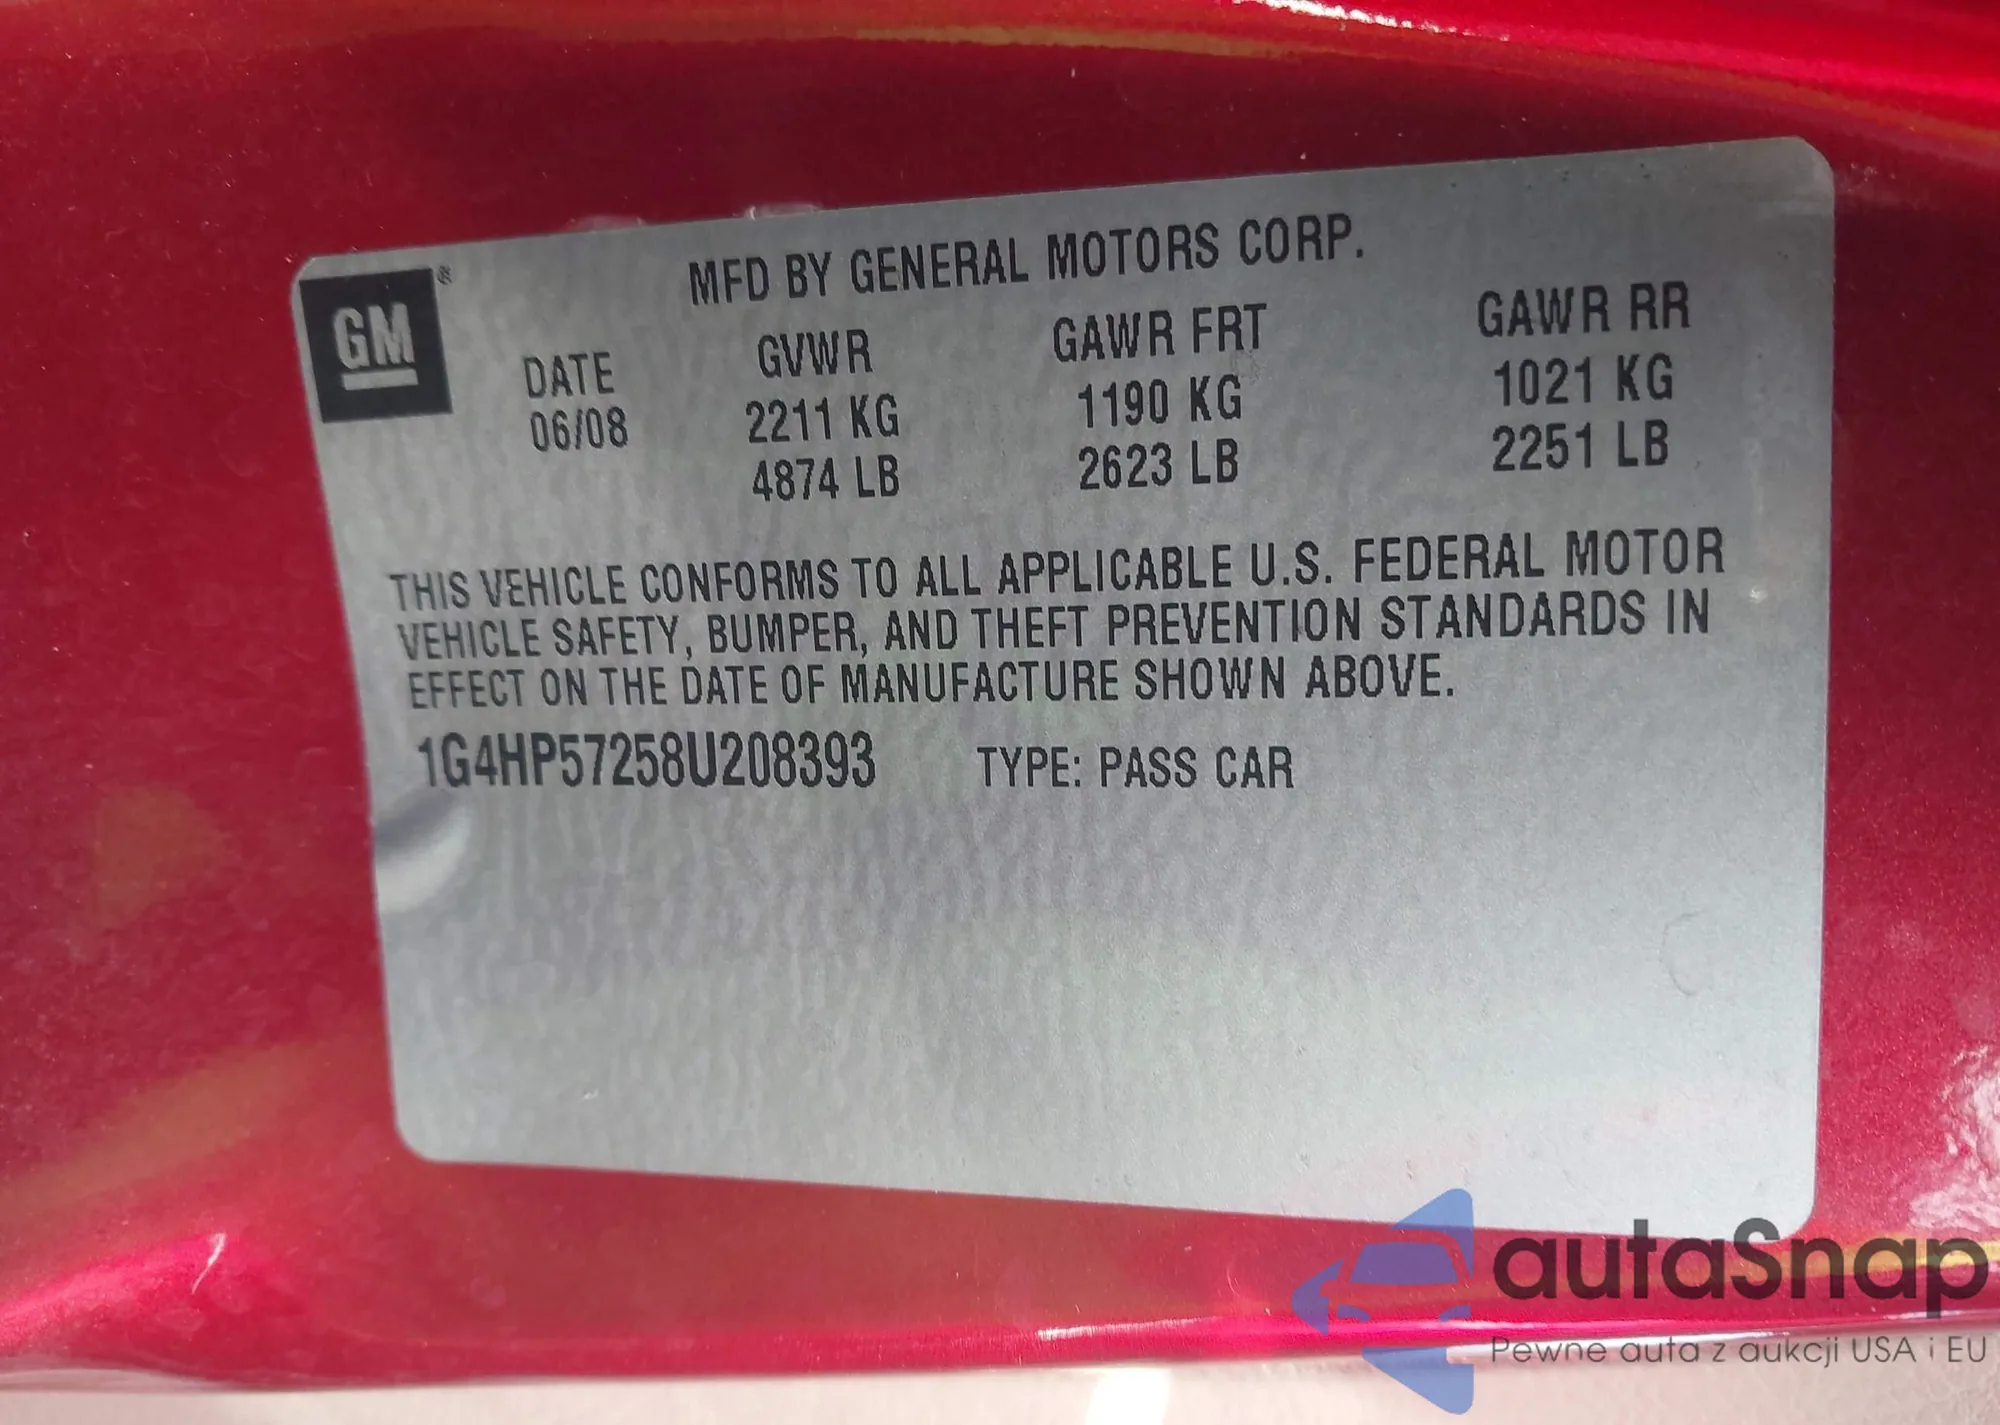 GM ®
MFD BY GENERAL MOTORS CORP.
DATE GVWR GAWR FRT GAWR RR
06/08 2211 KG 1190 KG 1021 KG
4874 LB 2623 LB 2251 LB
THIS VEHICLE CONFORMS TO ALL APPLICABLE U.S. FEDERAL MOTOR
VEHICLE SAFETY, BUMPER, AND THEFT PREVENTION STANDARDS IN
EFFECT ON THE DATE OF MANUFACTURE SHOWN ABOVE.
1G4HP57258U208393 TYPE: PASS CAR
autaSnap
Pewne auta z aukcji USA i EU